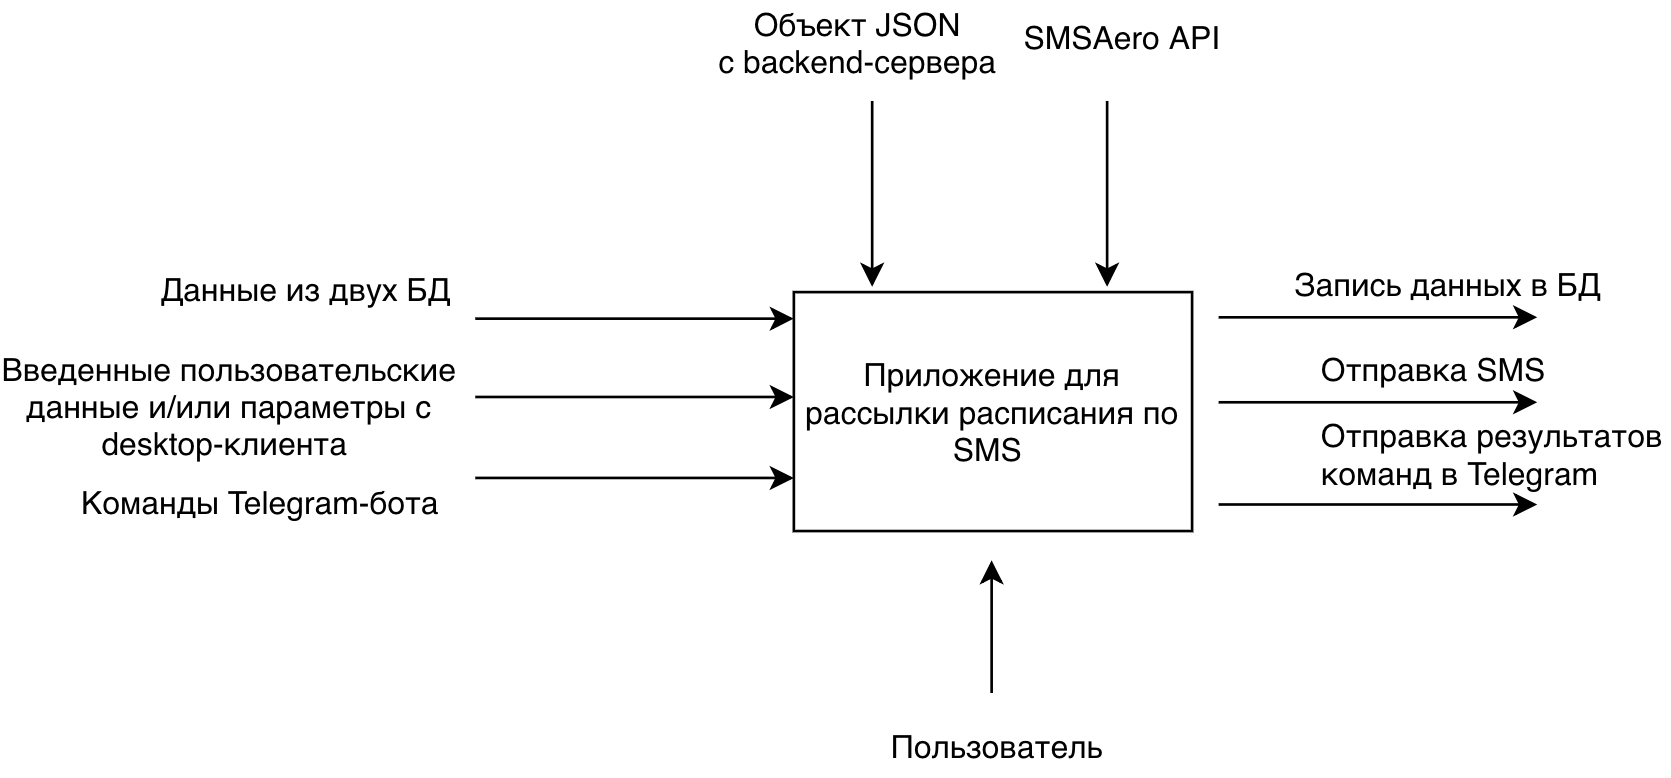 Объект JSON
с backend-сервера
SMSAero API
Данные из двух БД
Введенные пользовательские
данные и/или параметры с
desktop-клиента
Команды Telegram-бота
Приложение для
рассылки расписания по
SMS
Запись данных в БД
Отправка SMS
Отправка результатов
команд в Telegram
Пользователь